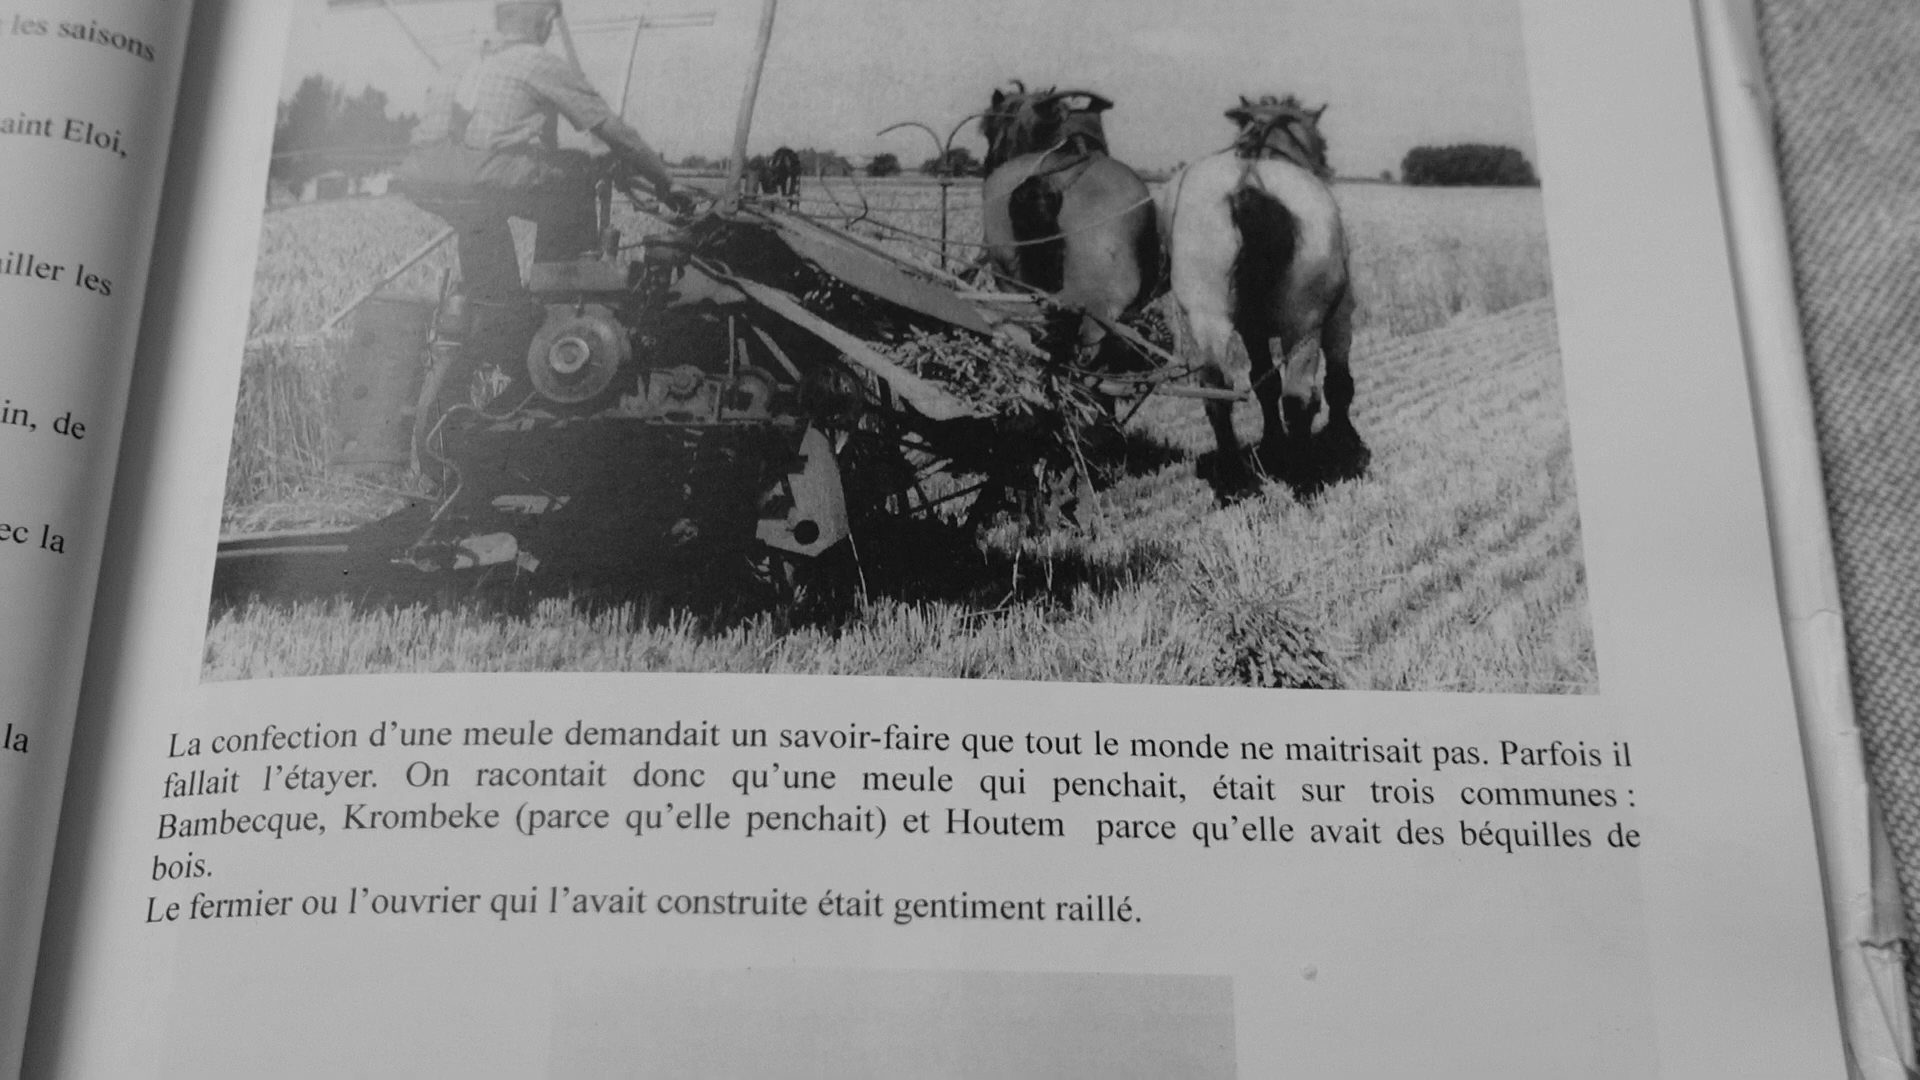 les saisons
aint Eloi,
iller les
in, de
ec la
la
La confection d'une meule demandait un savoir-faire que tout le monde ne maitrisait pas. Parfois il
fallait l'étayer. On racontait donc qu'une meule qui penchait, était sur trois communes :
Bambecque, Krombeke (parce qu'elle penchait) et Houtem parce qu'elle avait des béquilles de
bois.
Le fermier ou l'ouvrier qui l'avait construite était gentiment raillé.